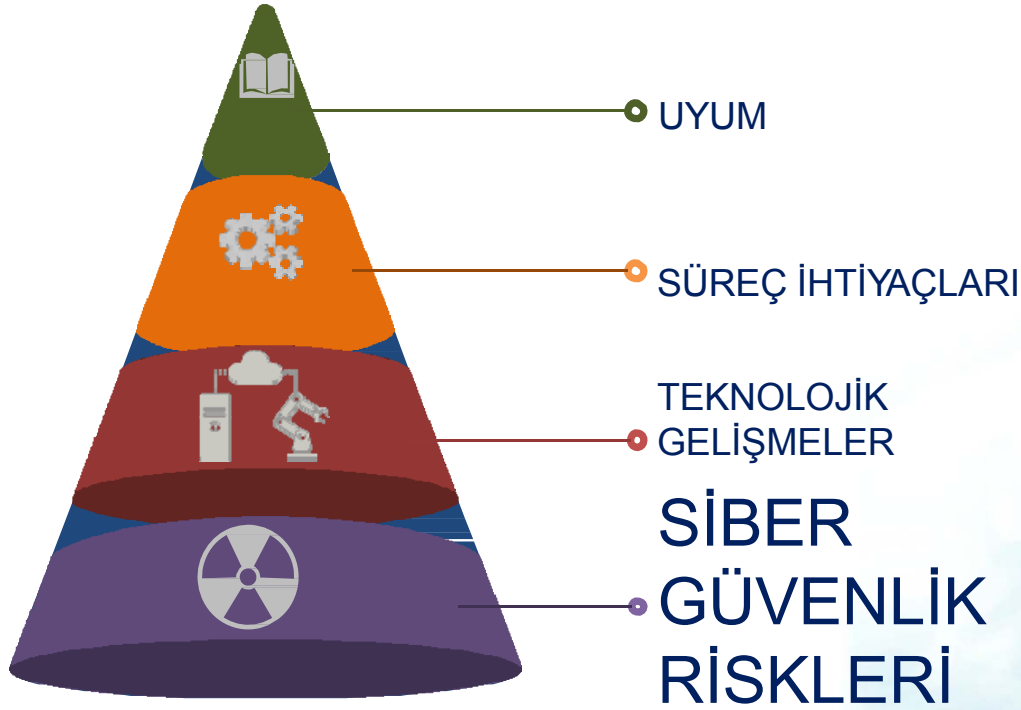 UYUM
SÜREÇ İHTİYAÇLARI
TEKNOLOJİK
GELİŞMELER
SİBER
GÜVENLİK
RİSKLERİ